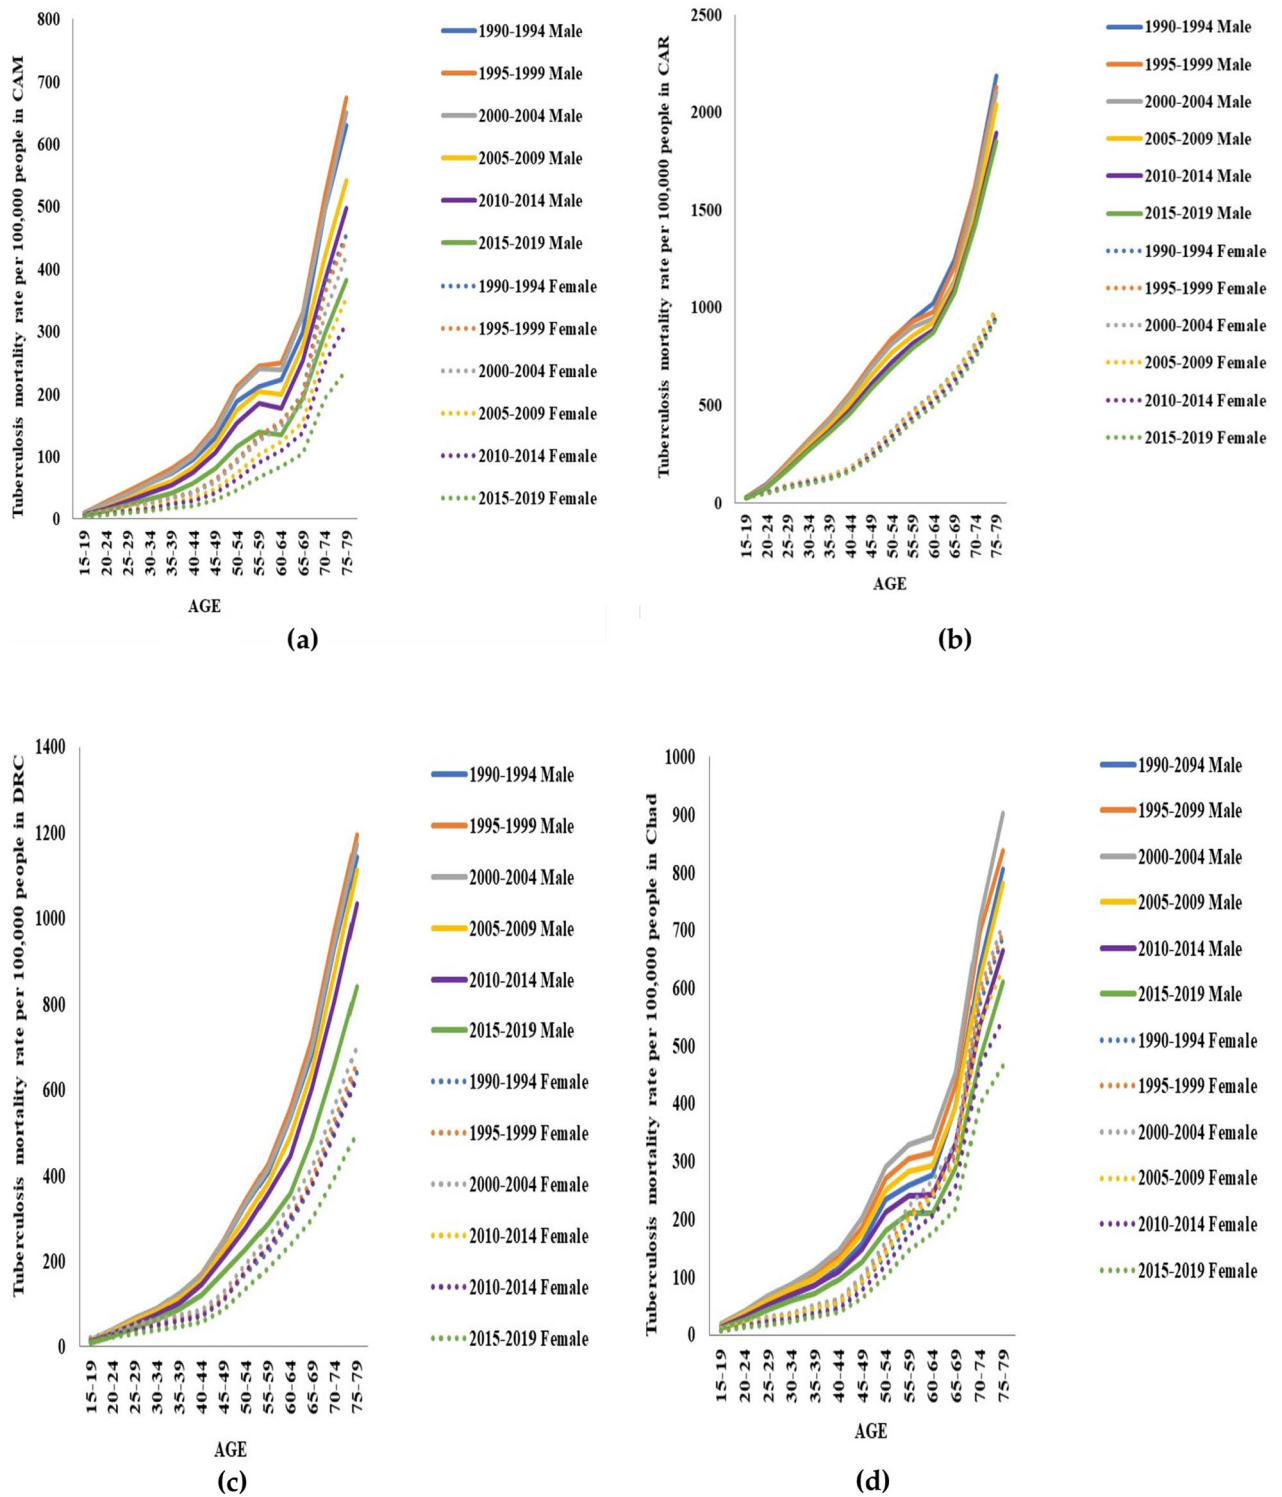 Tuberculosis mortality rate per 100,000 people in CAM
800
700
600
500
400
300
200
100
0
15-19
20-24
25-29
30-34
35-39
40-44
45-49
50-54
55-59
60-64
65-69
70-74
75-79
AGE
1990-1994 Male
1995-1999 Male
2000-2004 Male
2005-2009 Male
2010-2014 Male
2015-2019 Male
1990-1994 Female
1995-1999 Female
2000-2004 Female
2005-2009 Female
2010-2014 Female
2015-2019 Female
(a)
Tuberculosis mortality rate per 100,000 people in CAR
2500
2000
1500
1000
500
0
15-19
20-24
25-29
30-34
35-39
40-44
45-49
50-54
55-59
60-64
65-69
70-74
75-79
AGE
1990-1994 Male
1995-1999 Male
2000-2004 Male
2005-2009 Male
2010-2014 Male
2015-2019 Male
1990-1994 Female
1995-1999 Female
2000-2004 Female
2005-2009 Female
2010-2014 Female
2015-2019 Female
(b)
Tuberculosis mortality rate per 100,000 people in DRC
1400
1200
1000
800
600
400
200
0
15-19
20-24
25-29
30-34
35-39
40-44
45-49
50-54
55-59
60-64
65-69
70-74
75-79
AGE
1990-1994 Male
1995-1999 Male
2000-2004 Male
2005-2009 Male
2010-2014 Male
2015-2019 Male
1990-1994 Female
1995-1999 Female
2000-2004 Female
2010-2014 Female
2010-2014 Female
2015-2019 Female
(c)
Tuberculosis mortality rate per 100,000 people in Chad
1000
900
800
700
600
500
400
300
200
100
0
15-19
20-24
25-29
30-34
35-39
40-44
45-49
50-54
55-59
60-64
65-69
70-74
75-79
AGE
1990-2094 Male
1995-2099 Male
2000-2004 Male
2005-2009 Male
2010-2014 Male
2015-2019 Male
1990-1994 Female
1995-1999 Female
2000-2004 Female
2005-2009 Female
2010-2014 Female
2015-2019 Female
(d)